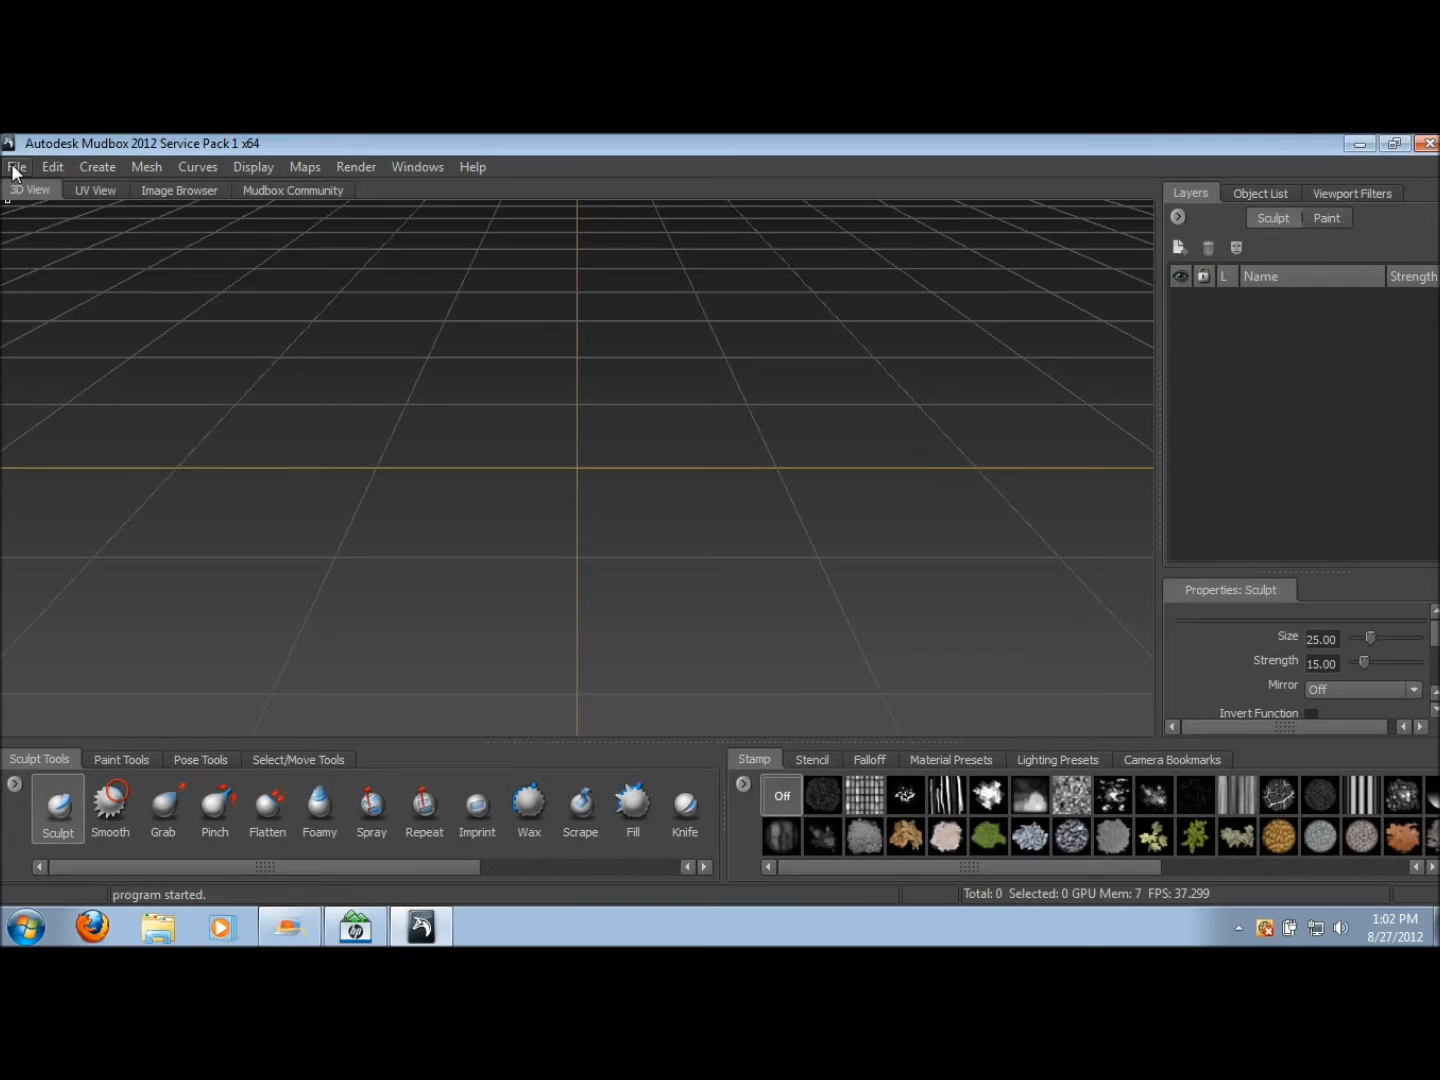 Autodesk Mudbox 2012 Service Pack 1 x64
File Edit Create Mesh Curves Display Maps Render Windows Help
3D View UV View Image Browser Mudbox Community
Layers Object List Viewport Filters
Sculpt Paint
L Name Strength
Properties: Sculpt
Size 25.00
Strength 15.00
Mirror Off
Invert Function
Sculpt Tools Paint Tools Pose Tools Select/Move Tools
Stamp Stencil Falloff Material Presets Lighting Presets Camera Bookmarks
Off
Sculpt Smooth Grab Pinch Flatten Foamy Spray Repeat Imprint Wax Scrape Fill Knife
program started.
Total: 0 Selected: 0 GPU Mem: 7 FPS: 37.299
hp
1:02 PM
8/27/2012